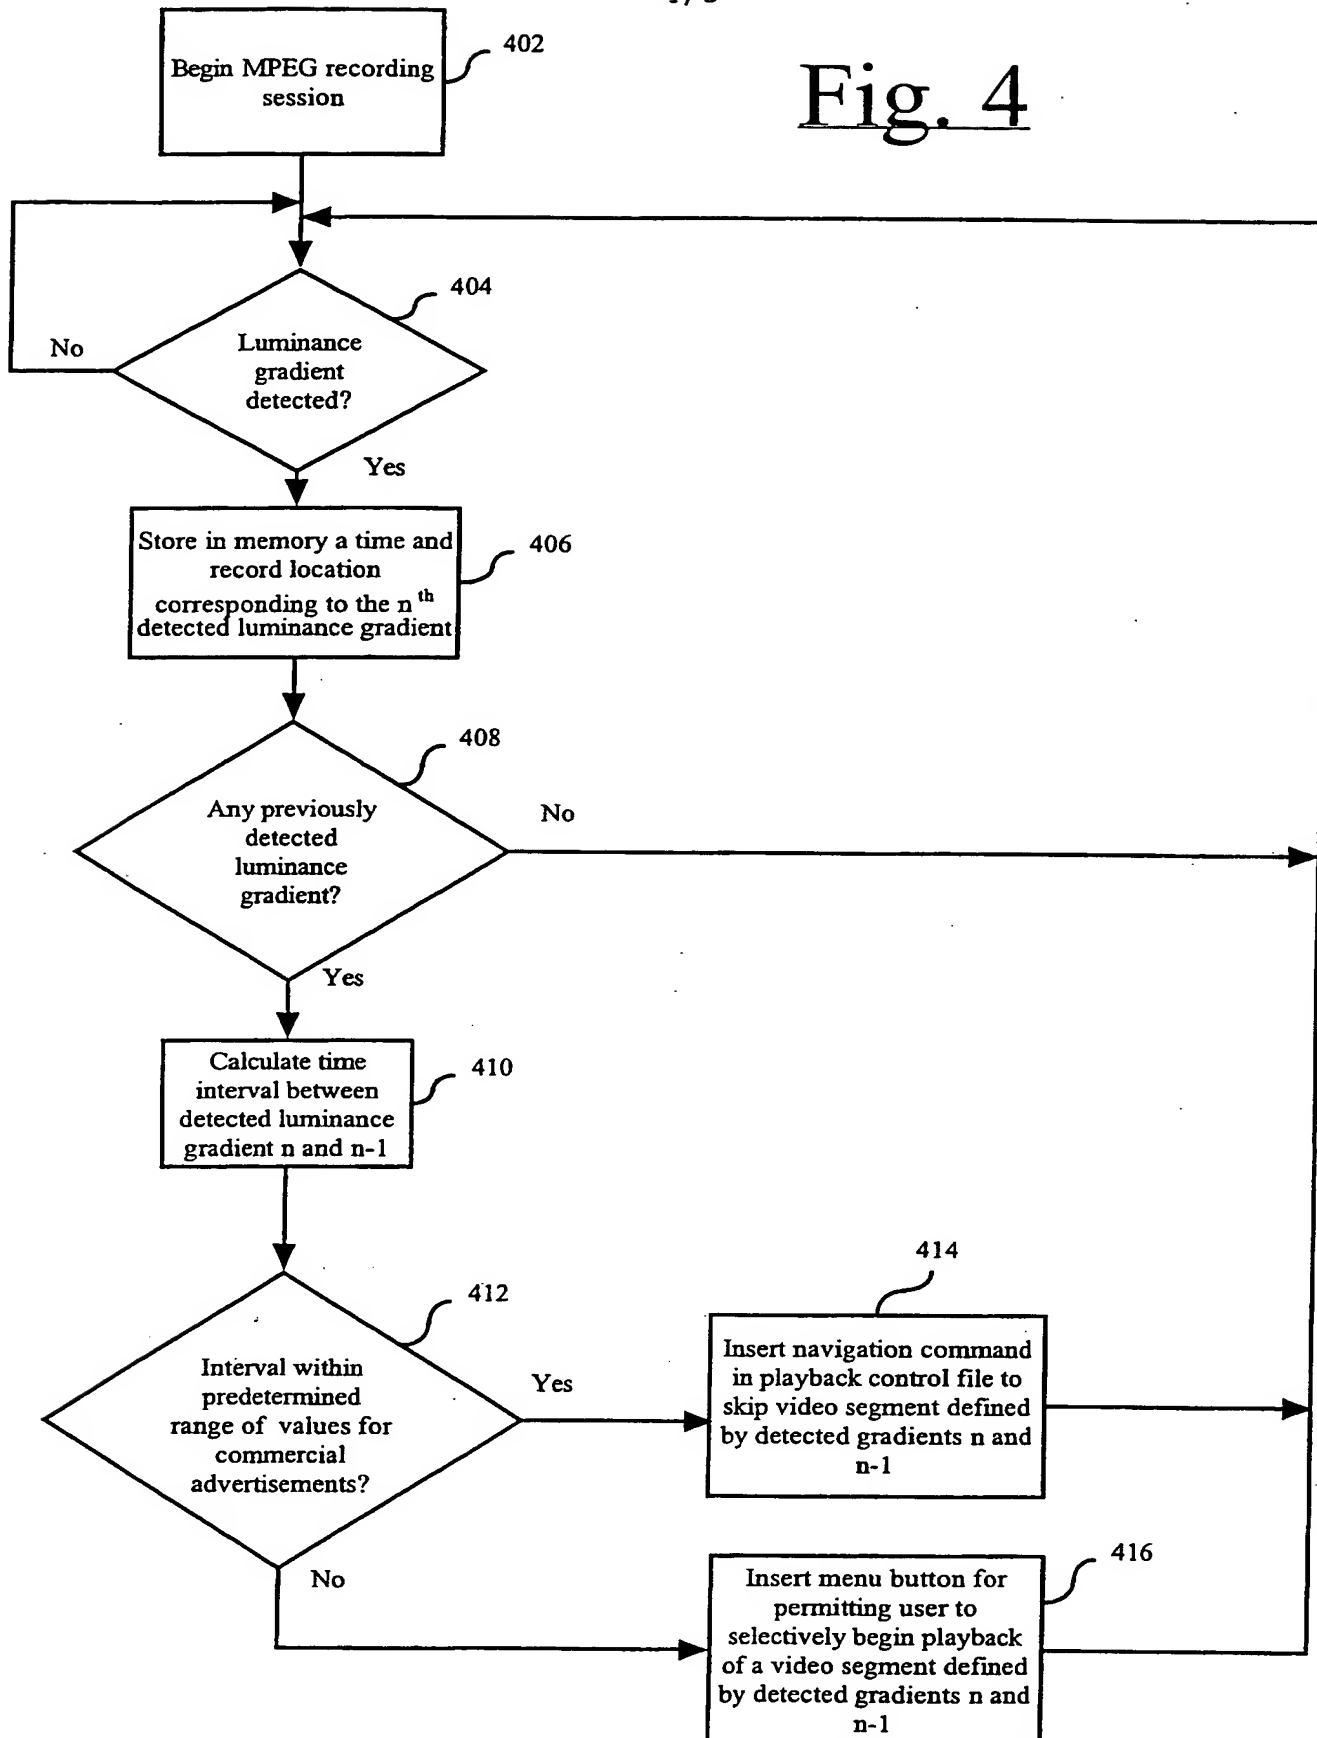 Fig. 4
Begin MPEG recording
session
402
404
Luminance
gradient
detected?
No
Yes
Store in memory a time and
record location
corresponding to the n th
detected luminance gradient
406
408
Any previously
detected
luminance
gradient?
No
Yes
Calculate time
interval between
detected luminance
gradient n and n-1
410
412
Interval within
predetermined
range of values for
commercial
advertisements?
Yes
No
414
Insert navigation command
in playback control file to
skip video segment defined
by detected gradients n and
n-1
416
Insert menu button for
permitting user to
selectively begin playback
of a video segment defined
by detected gradients n and
n-1